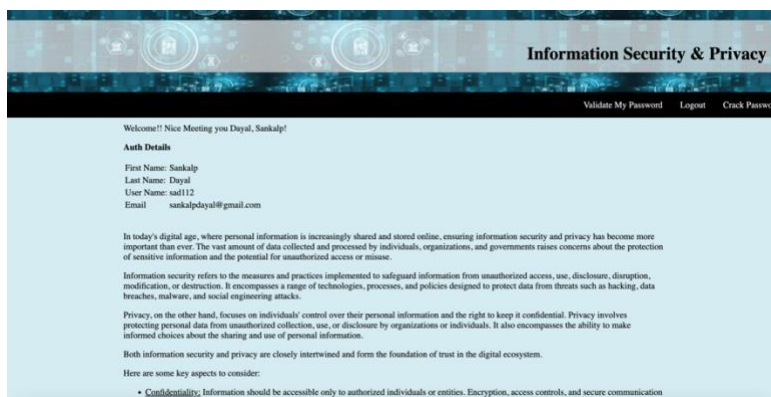 Information Security & Privacy
Validate My Password Logout Crack Passwo
Welcome!! Nice Meeting you Dayal, Sankalp!
Auth Details
First Name: Sankalp
Last Name: Dayal
User Name: sad112
Email sankalpdayal@gmail.com
In today's digital age, where personal information is increasingly shared and stored online, ensuring information security and privacy has become more
important than ever. The vast amount of data collected and processed by individuals, organizations, and governments raises concerns about the protection
of sensitive information and the potential for unauthorized access or misuse.
Information security refers to the measures and practices implemented to safeguard information from unauthorized access, use, disclosure, disruption,
modification, or destruction. It encompasses a range of technologies, processes, and policies designed to protect data from threats such as hacking, data
breaches, malware, and social engineering attacks.
Privacy, on the other hand, focuses on individuals' control over their personal information and the right to keep it confidential. Privacy involves
protecting personal data from unauthorized collection, use, or disclosure by organizations or individuals. It also encompasses the ability to make
informed choices about the sharing and use of personal information.
Both information security and privacy are closely intertwined and form the foundation of trust in the digital ecosystem.
Here are some key aspects to consider:
• Confidentiality: Information should be accessible only to authorized individuals or entities. Encryption, access controls, and secure communication